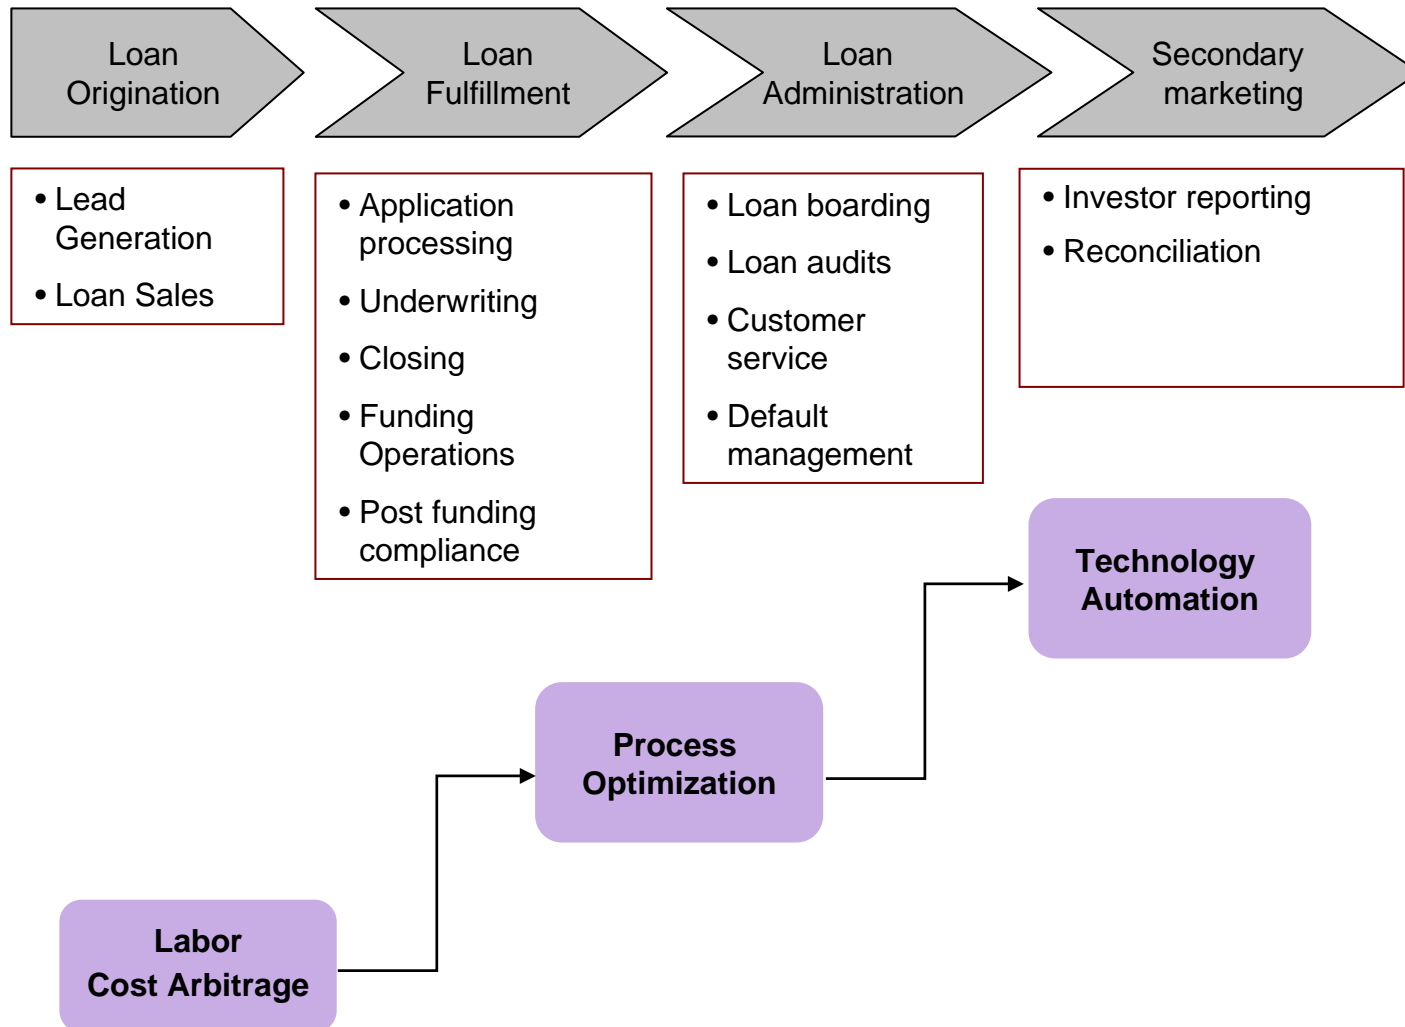 Loan
Origination
Loan
Fulfillment
Loan
Administration
Secondary
marketing
• Lead
Generation
• Loan Sales
• Application
processing
• Underwriting
• Closing
• Funding
Operations
• Post funding
compliance
• Loan boarding
• Loan audits
• Customer
service
• Default
management
• Investor reporting
• Reconciliation
Technology
Automation
Process
Optimization
Labor
Cost Arbitrage